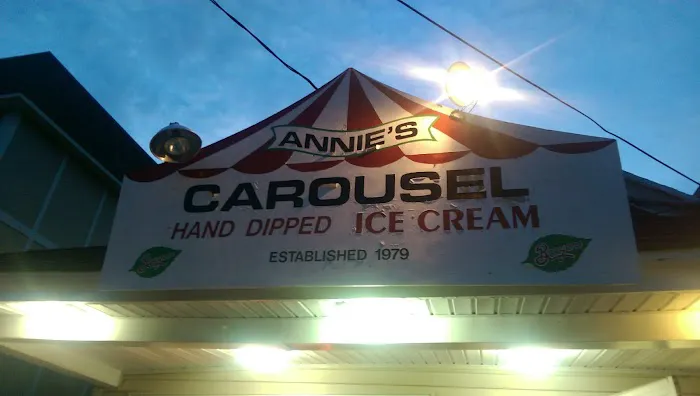 ANNIE'S
CAROUSEL
HAND DIPPED ICE CREAM
ESTABLISHED 1979